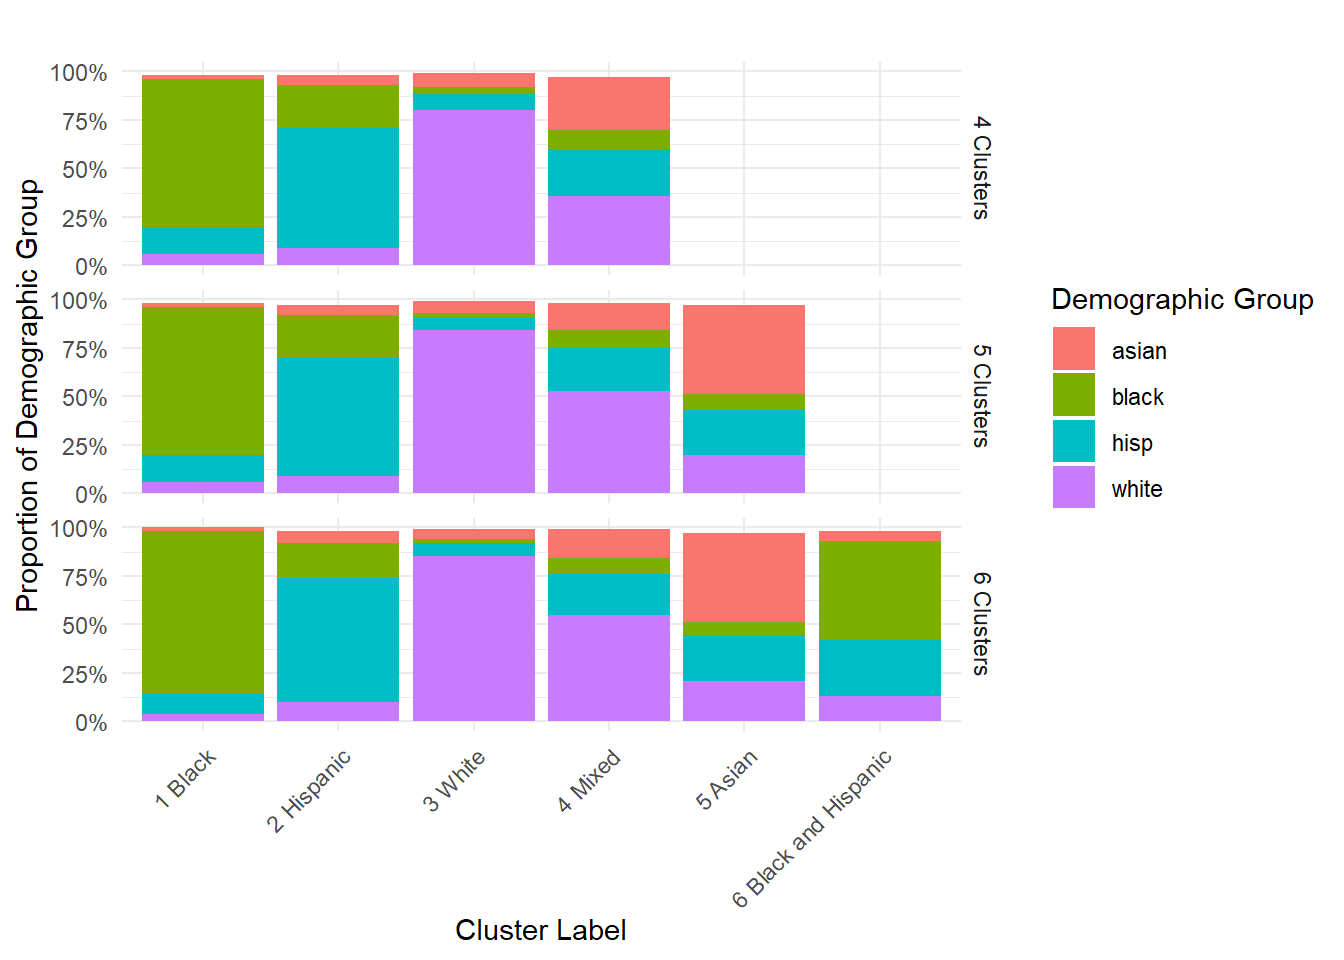 Proportion of Demographic Group
100%
75%
50%
25%
0%
4 Clusters
100%
75%
50%
25%
0%
5 Clusters
100%
75%
50%
25%
0%
6 Clusters
1 Black
2 Hispanic
3 White
4 Mixed
5 Asian
6 Black and Hispanic
Cluster Label
Demographic Group
asian
black
hisp
white